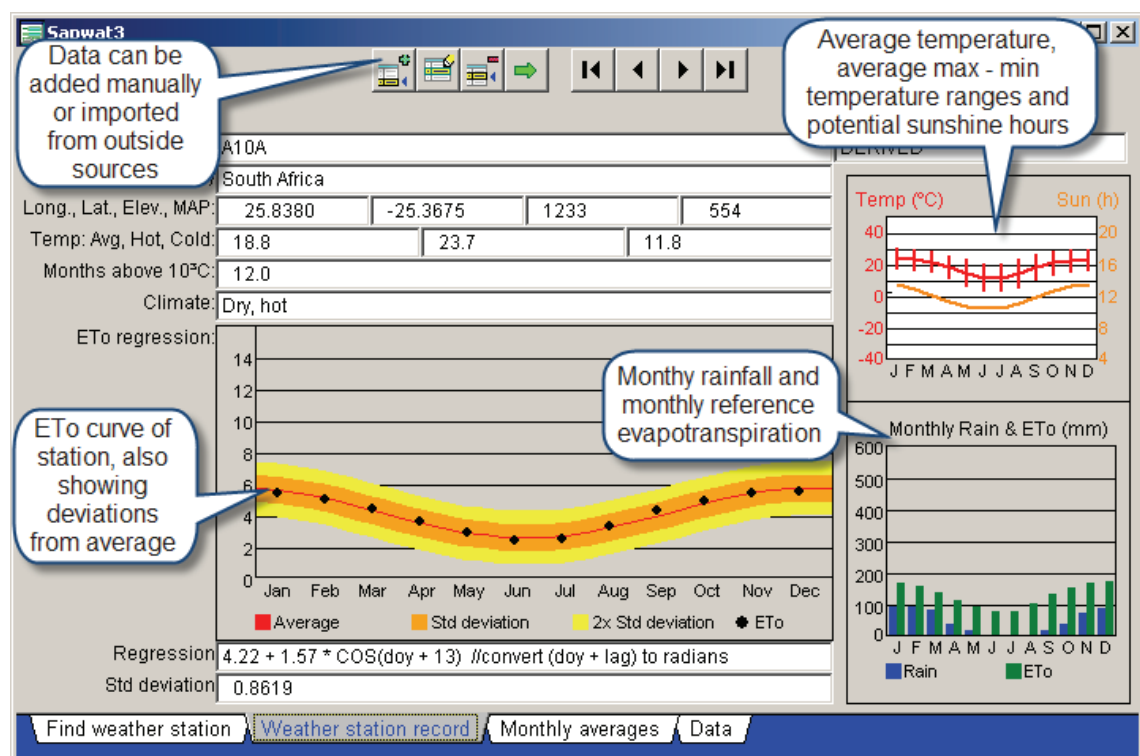 Sapwat3
Data can be
added manually
or imported
from outside
sources
Average temperature,
average max - min
temperature ranges and
potential sunshine hours
A10A
DERIVED
South Africa
Long., Lat., Elev., MAP: 25.8380 -25.3675 1233 554
Temp: Avg, Hot, Cold: 18.8 23.7 11.8
Months above 10ºC: 12.0
Climate: Dry, hot
ETo regression:
14
12
10
8
6
4
2
0
Jan Feb Mar Apr May Jun Jul Aug Sep Oct Nov Dec
Average Std deviation 2x Std deviation ETo
ETo curve of
station, also
showing
deviations
from average
Monthy rainfall and
monthly reference
evapotranspiration
Temp (ºC) Sun (h)
40 20
20 16
0 12
-20 8
-40 4
J F M A M J J A S O N D
Monthly Rain & ETo (mm)
600
500
400
300
200
100
0
J F M A M J J A S O N D
Rain ETo
Regression 4.22 + 1.57 * COS(doy + 13) //convert (doy + lag) to radians
Std deviation 0.8619
Find weather station Weather station record Monthly averages Data